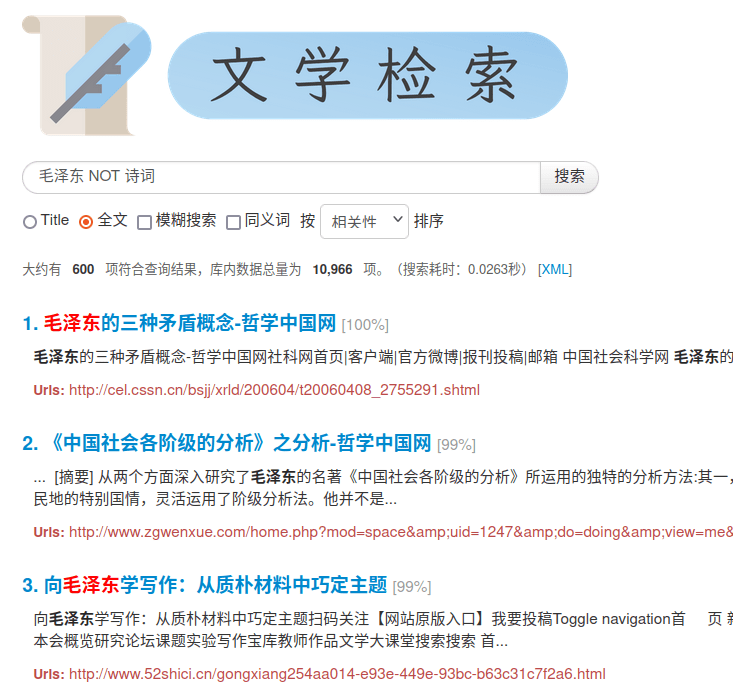 文学检索
毛泽东 NOT 诗词 搜索
Title 全文 模糊搜索 同义词 按 相关性 排序
大约有 600 项符合查询结果，库内数据总量为 10,966 项。（搜索耗时：0.0263秒） [XML]
1. 毛泽东的三种矛盾概念-哲学中国网 [100%]
毛泽东的三种矛盾概念-哲学中国网社科网首页|客户端|官方微博|报刊投稿|邮箱 中国社会科学网 毛泽东的
Urls: http://cel.cssn.cn/bsjj/xrld/200604/t20060408_2755291.shtml
2. 《中国社会各阶级的分析》之分析-哲学中国网 [99%]
... [摘要] 从两个方面深入研究了毛泽东的名著《中国社会各阶级的分析》所运用的独特的分析方法:其一，
民地的特别国情，灵活运用了阶级分析法。他并不是...
Urls: http://www.zgwenxue.com/home.php?mod=space&amp;uid=1247&amp;do=doing&amp;view=me&
3. 向毛泽东学写作：从质朴材料中巧定主题 [99%]
向毛泽东学写作：从质朴材料中巧定主题扫码关注【网站原版入口】我要投稿Toggle navigation首 页 新
本会概览研究论坛课题实验写作宝库教师作品文学大课堂搜索搜索 首...
Urls: http://www.52shici.cn/gongxiang254aa014-e93e-449e-93bc-b63c31c7f2a6.html